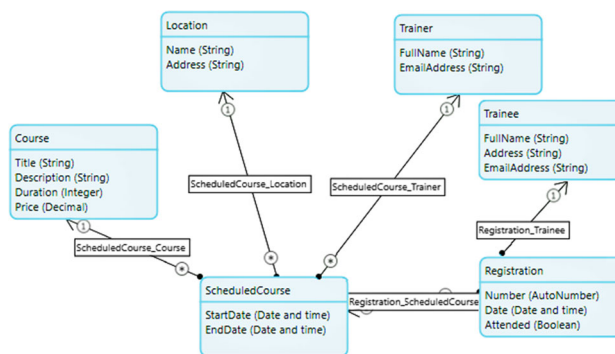 Location
Name (String)
Address (String)
Trainer
FullName (String)
EmailAddress (String)
Trainee
FullName (String)
Address (String)
EmailAddress (String)
Course
Title (String)
Description (String)
Duration (Integer)
Price (Decimal)
1
1
1
1
ScheduledCourse_Location
ScheduledCourse_Trainer
Registration_Trainee
ScheduledCourse_Course
*
*
*
ScheduledCourse
StartDate (Date and time)
EndDate (Date and time)
Registration_ScheduledCourse
Registration
Number (AutoNumber)
Date (Date and time)
Attended (Boolean)